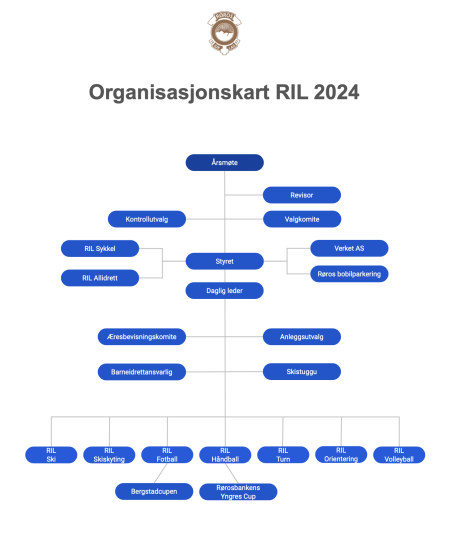 Organisasjonskart RIL 2024
Årsmøte
Revisor
Kontrollutvalg
Valgkomite
RIL Sykkel
Verket AS
Styret
RIL Allidrett
Røros bobilparkering
Daglig leder
Æresbevisningskomite
Anleggsutvalg
Barneidrettansvarlig
Skistuggu
RIL
Ski
RIL
Skiskyting
RIL
Fotball
RIL
Håndball
RIL
Turn
RIL
Orientering
RIL
Volleyball
Bergstadcupen
Rørosbankens
Yngres Cup